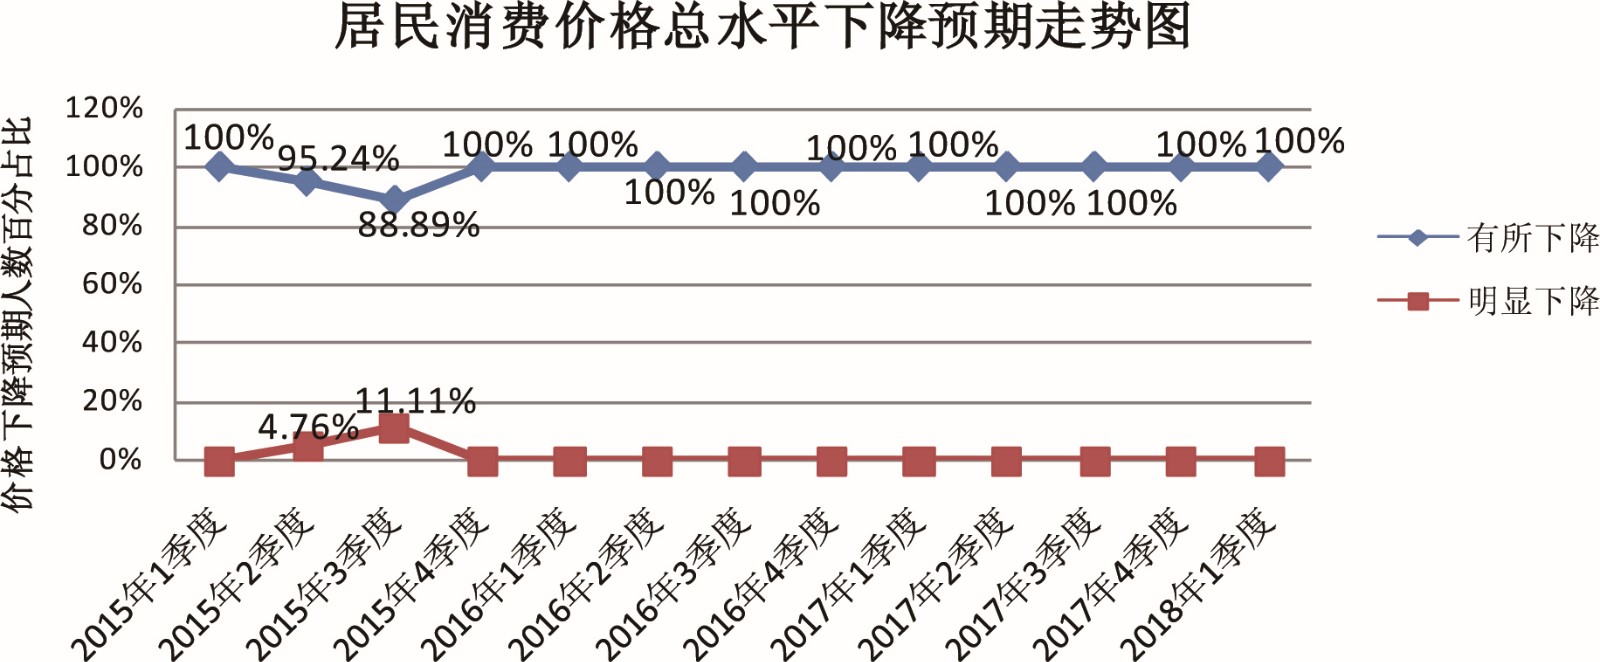 居民消费价格总水平下降预期走势图
价格下降预期人数百分占比
120%
100%
80%
60%
40%
20%
0%
100%
95.24%
88.89%
100%
100%
100%
100%
100%
100%
100%
100%
100%
100%
4.76%
11.11%
2015年1季度
2015年2季度
2015年3季度
2015年4季度
2016年1季度
2016年2季度
2016年3季度
2016年4季度
2017年1季度
2017年2季度
2017年3季度
2017年4季度
2018年1季度
有所下降
明显下降